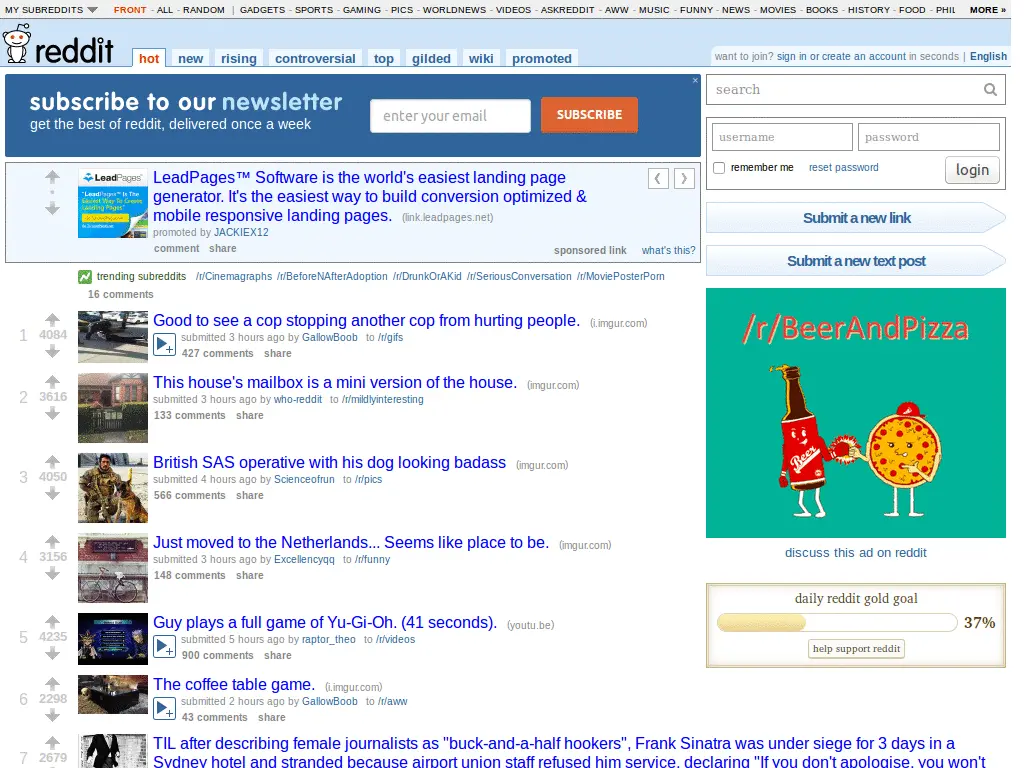 MY SUBREDDITS FRONT - ALL - RANDOM | GADGETS - SPORTS - GAMING - PICS - WORLDNEWS - VIDEOS - ASKREDDIT - AWW - MUSIC - FUNNY - NEWS - MOVIES - BOOKS - HISTORY - FOOD - PHIL MORE »
reddit hot new rising controversial top gilded wiki promoted
want to join? sign in or create an account in seconds | English
subscribe to our newsletter
get the best of reddit, delivered once a week
enter your email
SUBSCRIBE
×
search
username
password
remember me reset password
login
Submit a new link
Submit a new text post
LeadPages
LeadPages™ Software is the world's easiest landing page
generator. It's the easiest way to build conversion optimized &
mobile responsive landing pages. (link.leadpages.net)
promoted by JACKIEX12
comment share
sponsored link what's this?
trending subreddits /r/Cinemagraphs /r/BeforeNAfterAdoption /r/DrunkOrAKid /r/SeriousConversation /r/MoviePosterPorn
16 comments
1 4084 Good to see a cop stopping another cop from hurting people. (i.imgur.com)
submitted 3 hours ago by GallowBoob to /r/gifs
427 comments share
2 3616 This house's mailbox is a mini version of the house. (imgur.com)
submitted 3 hours ago by who-reddit to /r/mildlyinteresting
133 comments share
3 4050 British SAS operative with his dog looking badass (imgur.com)
submitted 4 hours ago by Scienceofrun to /r/pics
566 comments share
4 3156 Just moved to the Netherlands... Seems like place to be. (imgur.com)
submitted 3 hours ago by Excellencyqq to /r/funny
148 comments share
5 4235 Guy plays a full game of Yu-Gi-Oh. (41 seconds). (youtu.be)
submitted 5 hours ago by raptor_theo to /r/videos
900 comments share
6 2298 The coffee table game. (i.imgur.com)
submitted 2 hours ago by GallowBoob to /r/aww
43 comments share
7 2679 TIL after describing female journalists as "buck-and-a-half hookers", Frank Sinatra was under siege for 3 days in a
Sydney hotel and stranded because airport union staff refused him service, declaring "If you don't apologise, you won't
/r/BeerAndPizza
Beer
discuss this ad on reddit
daily reddit gold goal
37%
help support reddit